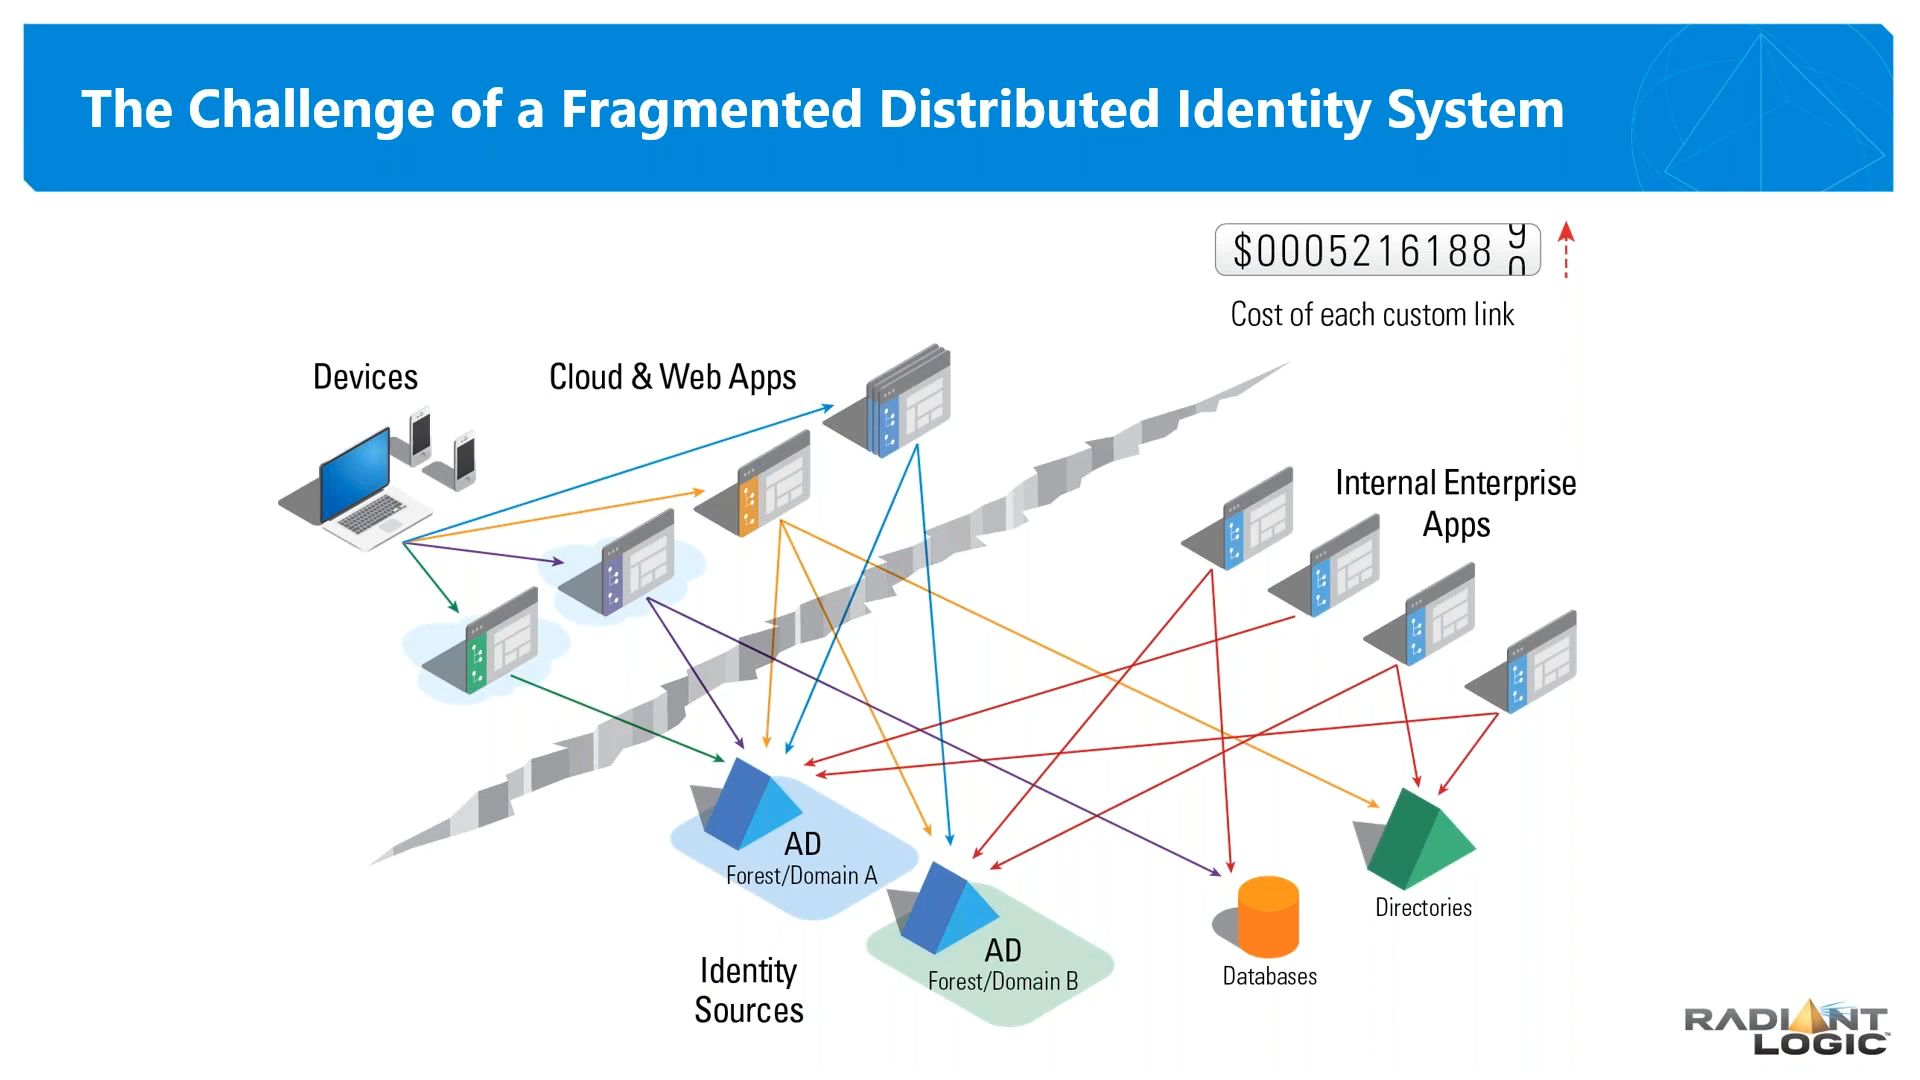 The Challenge of a Fragmented Distributed Identity System
$0005216188
Cost of each custom link
Devices
Cloud & Web Apps
Internal Enterprise
Apps
AD
Forest/Domain A
AD
Forest/Domain B
Identity
Sources
Databases
Directories
RADIANT
LOGIC™